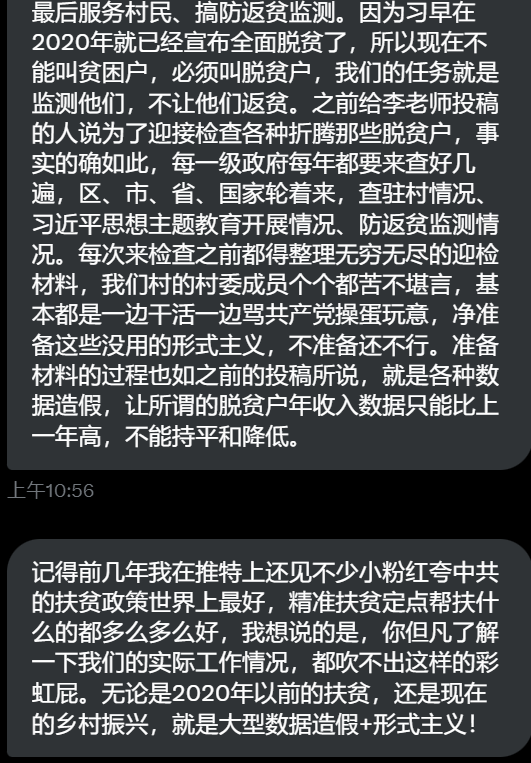 最后服务村民、搞防返贫监测。因为习早在
2020年就已经宣布全面脱贫了，所以现在不
能叫贫困户，必须叫脱贫户，我们的任务就是
监测他们，不让他们返贫。之前给李老师投稿
的人说为了迎接检查各种折腾那些脱贫户，事
实的确如此，每一级政府每年都要来查好几
遍，区、市、省、国家轮着来，查驻村情况、
习近平思想主题教育开展情况、防返贫监测情
况。每次来检查之前都得整理无穷无尽的迎检
材料，我们村的村委成员个个都苦不堪言，基
本都是一边干活一边骂共产党操蛋玩意，净准
备这些没用的形式主义，不准备还不行。准备
材料的过程也如之前的投稿所说，就是各种数
据造假，让所谓的脱贫户年收入数据只能比上
一年高，不能持平和降低。
上午10:56
记得前几年我在推特上还见不少小粉红夸中共
的扶贫政策世界上最好，精准扶贫定点帮扶什
么的都多么多么好，我想说的是，你但凡了解
一下我们的实际工作情况，都吹不出这样的彩
虹屁。无论是2020年以前的扶贫，还是现在
的乡村振兴，就是大型数据造假+形式主义！